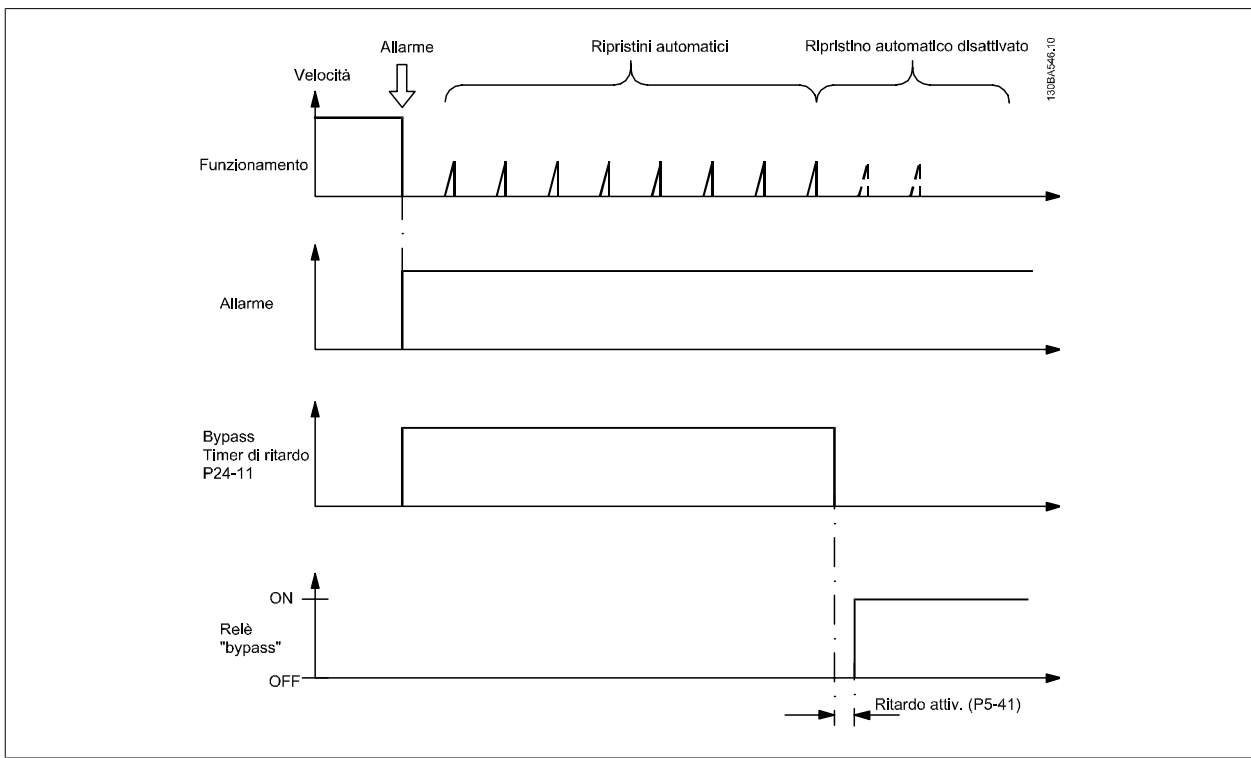 Allarme
Ripristini automatici
Ripristino automatico disattivato
130BA546.10
Velocità
Funzionamento
Allarme
Bypass
Timer di ritardo
P24-11
ON
Relè
"bypass"
OFF
Ritardo attiv. (P5-41)